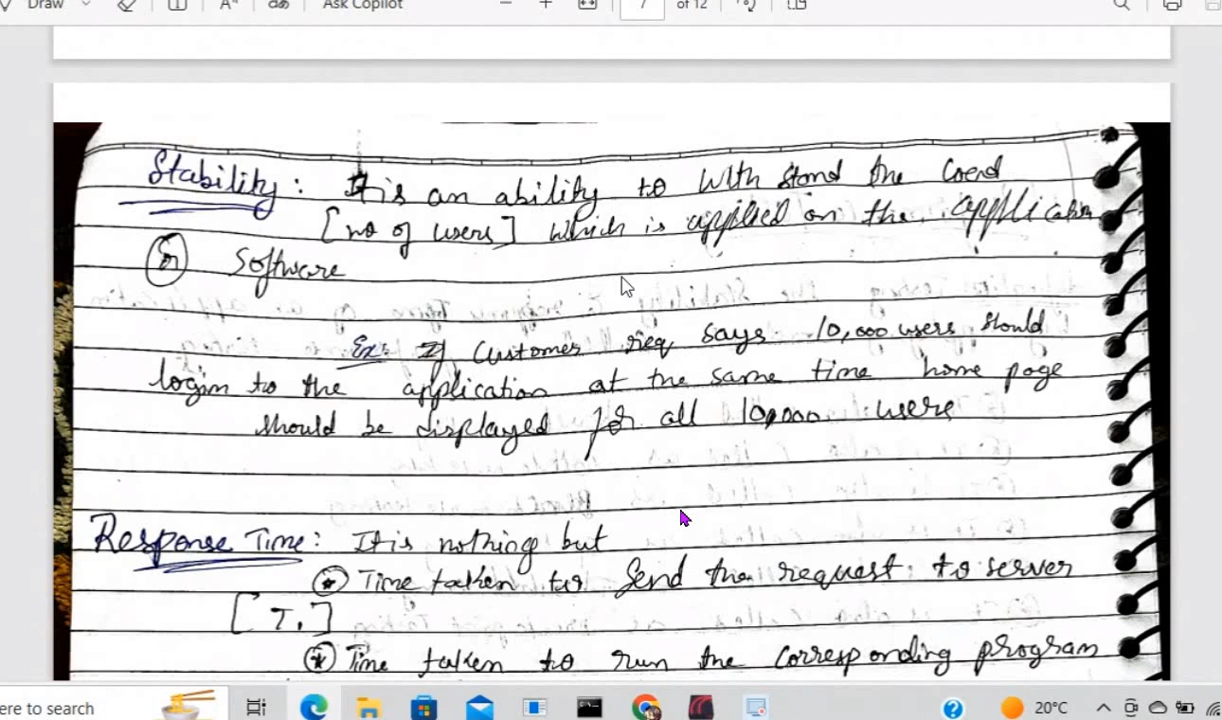 Draw
Ask Copilot
7 of 12
Stability: It is an ability to With stand the Load
[no of users] which is applied on the application
Software
Ex: If Customer req says 10,000 users should
login to the application at the same time home page
should be displayed for all 10,000 users
Response Time: It is nothing but
* Time taken to Send the request to server
[T1]
* Time taken to run the corresponding program
ere to search
20°C